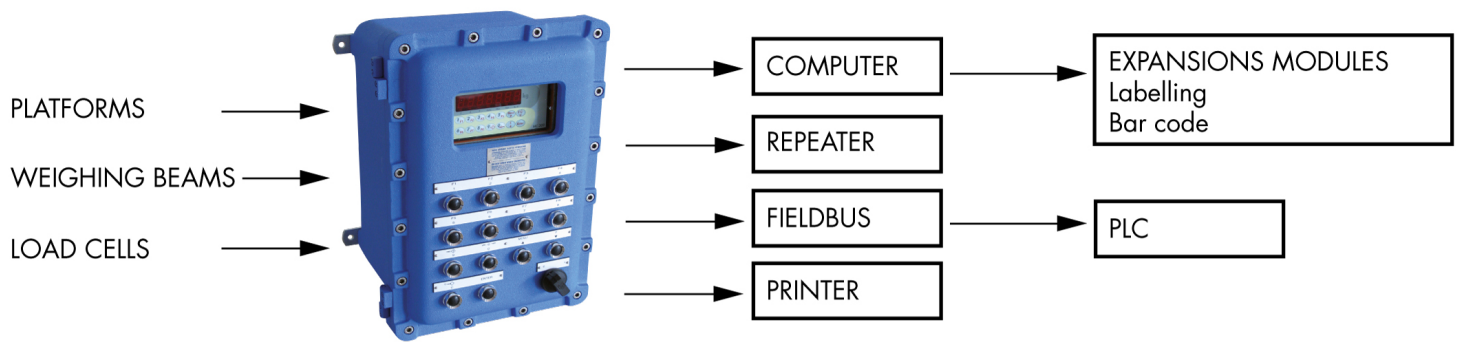 PLATFORMS
WEIGHING BEAMS
LOAD CELLS
COMPUTER
REPEATER
FIELDBUS
PRINTER
EXPANSIONS MODULES
Labelling
Bar code
PLC